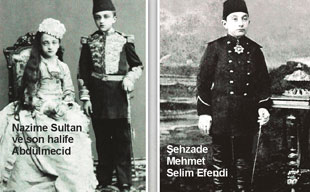 Nazime Sultan
ve son halife
Abdülmecid
Şehzade
Mehmet
Selim Efendi